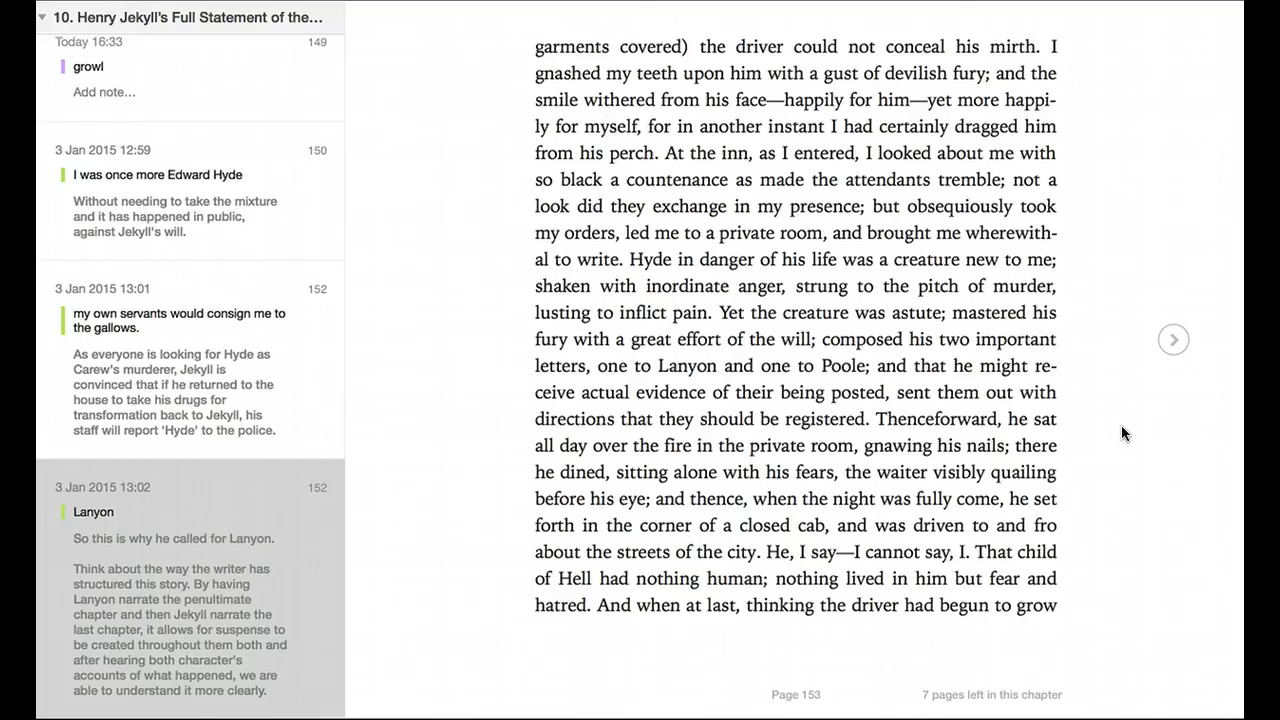 10. Henry Jekyll's Full Statement of the...
Today 16:33 149
growl
Add note...
3 Jan 2015 12:59 150
I was once more Edward Hyde
Without needing to take the mixture
and it has happened in public,
against Jekyll's will.
3 Jan 2015 13:01 152
my own servants would consign me to
the gallows.
As everyone is looking for Hyde as
Carew's murderer, Jekyll is
convinced that if he returned to the
house to take his drugs for
transformation back to Jekyll, his
staff will report 'Hyde' to the police.
3 Jan 2015 13:02 152
Lanyon
So this is why he called for Lanyon.
Think about the way the writer has
structured this story. By having
Lanyon narrate the penultimate
chapter and then Jekyll narrate the
last chapter, it allows for suspense to
be created throughout them both and
after hearing both character's
accounts of what happened, we are
able to understand it more clearly.
garments covered) the driver could not conceal his mirth. I
gnashed my teeth upon him with a gust of devilish fury; and the
smile withered from his face—happily for him—yet more happi-
ly for myself, for in another instant I had certainly dragged him
from his perch. At the inn, as I entered, I looked about me with
so black a countenance as made the attendants tremble; not a
look did they exchange in my presence; but obsequiously took
my orders, led me to a private room, and brought me wherewith-
al to write. Hyde in danger of his life was a creature new to me;
shaken with inordinate anger, strung to the pitch of murder,
lusting to inflict pain. Yet the creature was astute; mastered his
fury with a great effort of the will; composed his two important
letters, one to Lanyon and one to Poole; and that he might re-
ceive actual evidence of their being posted, sent them out with
directions that they should be registered. Thenceforward, he sat
all day over the fire in the private room, gnawing his nails; there
he dined, sitting alone with his fears, the waiter visibly quailing
before his eye; and thence, when the night was fully come, he set
forth in the corner of a closed cab, and was driven to and fro
about the streets of the city. He, I say—I cannot say, I. That child
of Hell had nothing human; nothing lived in him but fear and
hatred. And when at last, thinking the driver had begun to grow
Page 153 7 pages left in this chapter